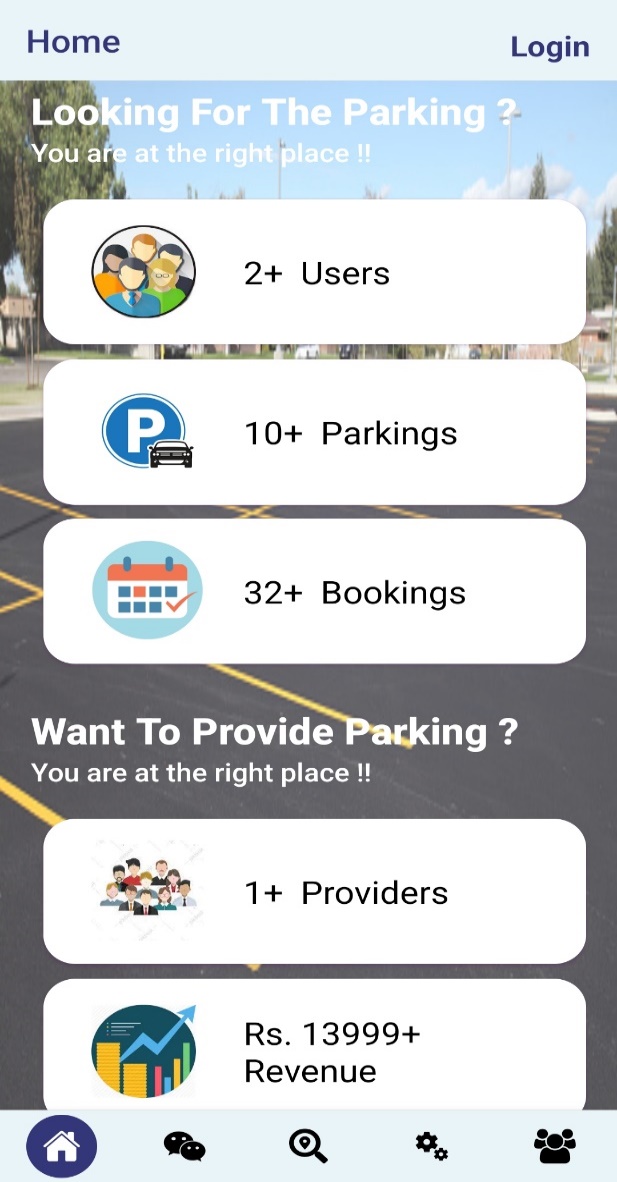 Home
Login
Looking For The Parking ?
You are at the right place !!
2+ Users
P
10+ Parkings
32+ Bookings
Want To Provide Parking ?
You are at the right place !!
1+ Providers
Rs. 13999+
Revenue